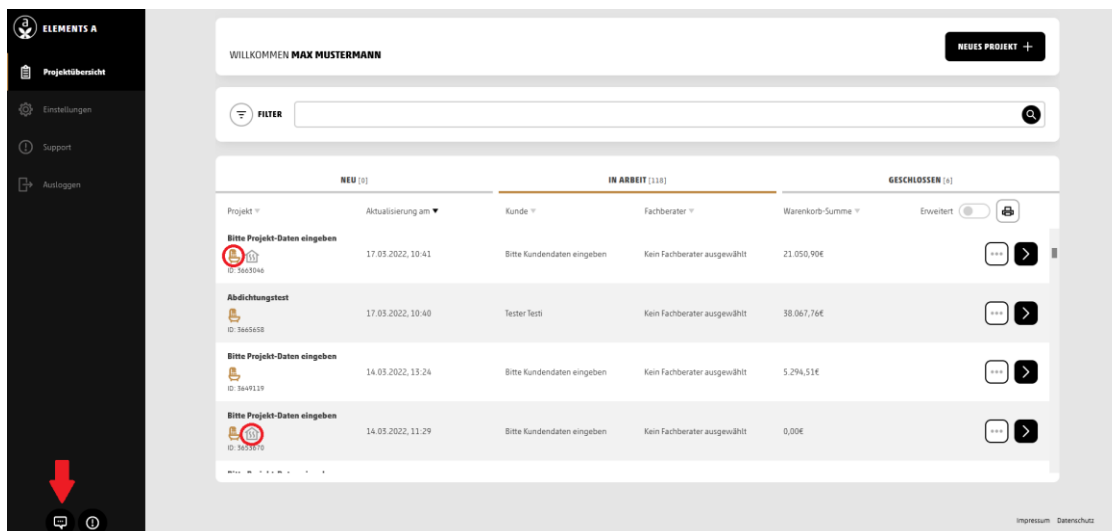 ELEMENTS A
Projektübersicht
Einstellungen
Support
Ausloggen
WILLKOMMEN MAX MUSTERMANN
NEUES PROJEKT +
FILTER
NEU [0]
IN ARBEIT [118]
GESCHLOSSEN [6]
Projekt
Aktualisierung am
Kunde
Fachberater
Warenkorb-Summe
Erweitert
Bitte Projekt-Daten eingeben
17.03.2022, 10:41
Bitte Kundendaten eingeben
Kein Fachberater ausgewählt
21.050,90€
ID: 3663046
Abdichtungstest
17.03.2022, 10:40
Tester Testi
Kein Fachberater ausgewählt
38.067,76€
ID: 3665658
Bitte Projekt-Daten eingeben
14.03.2022, 13:24
Bitte Kundendaten eingeben
Kein Fachberater ausgewählt
5.294,51€
ID: 3649119
Bitte Projekt-Daten eingeben
14.03.2022, 11:29
Bitte Kundendaten eingeben
Kein Fachberater ausgewählt
0,00€
ID: 3653670
Impressum Datenschutz